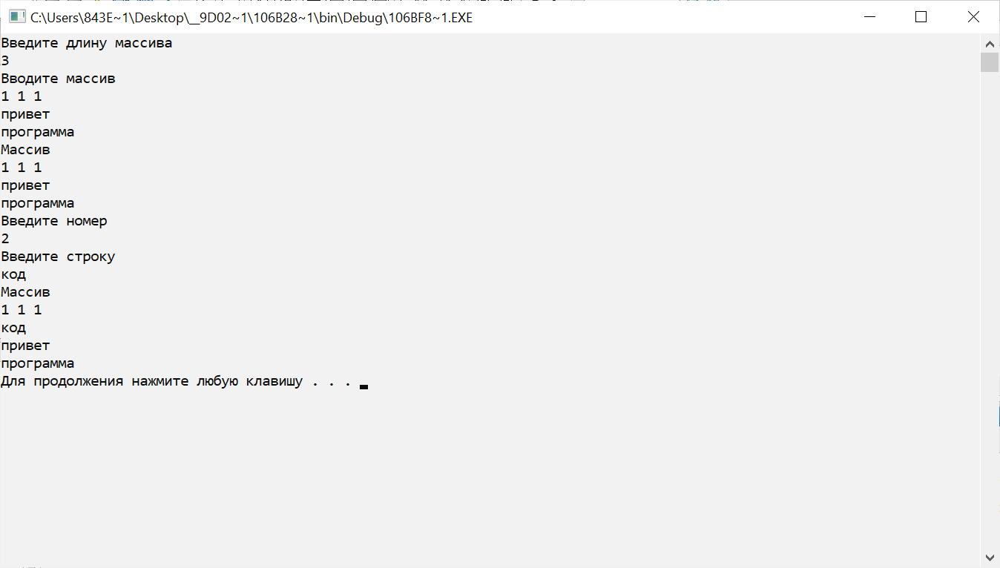 C:\Users\843E~1\Desktop\__9D02~1\106B28~1\bin\Debug\106BF8~1.EXE
Введите длину массива
3
Вводите массив
1 1 1
привет
программа
Массив
1 1 1
привет
программа
Введите номер
2
Введите строку
код
Массив
1 1 1
код
привет
программа
Для продолжения нажмите любую клавишу . . .